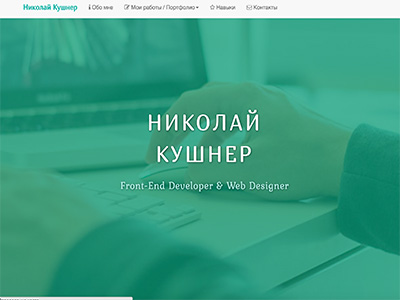 Николай Кушнер Обо мне Мои работы / Портфолио Навыки Контакты
НИКОЛАЙ
КУШНЕР
Front-End Developer & Web Designer